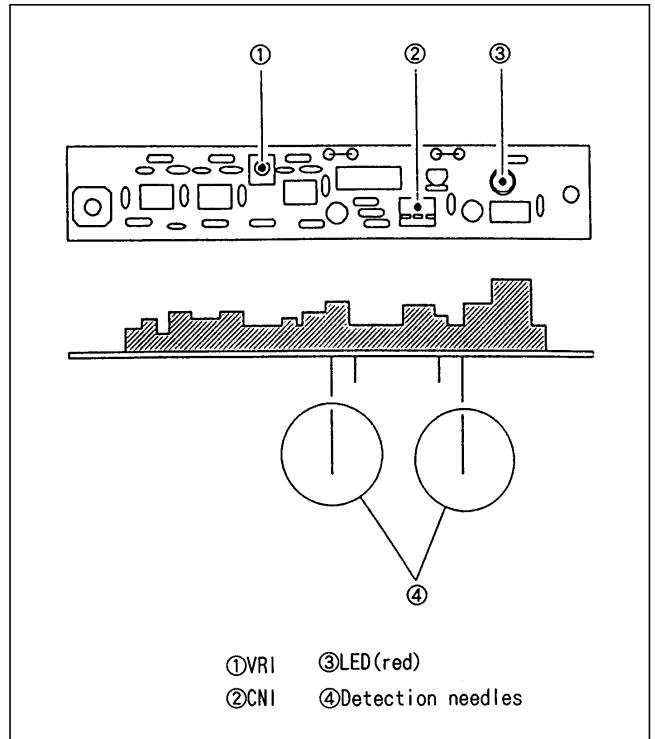 ① ② ③
④
①VR1 ③LED(red)
②CN1 ④Detection needles